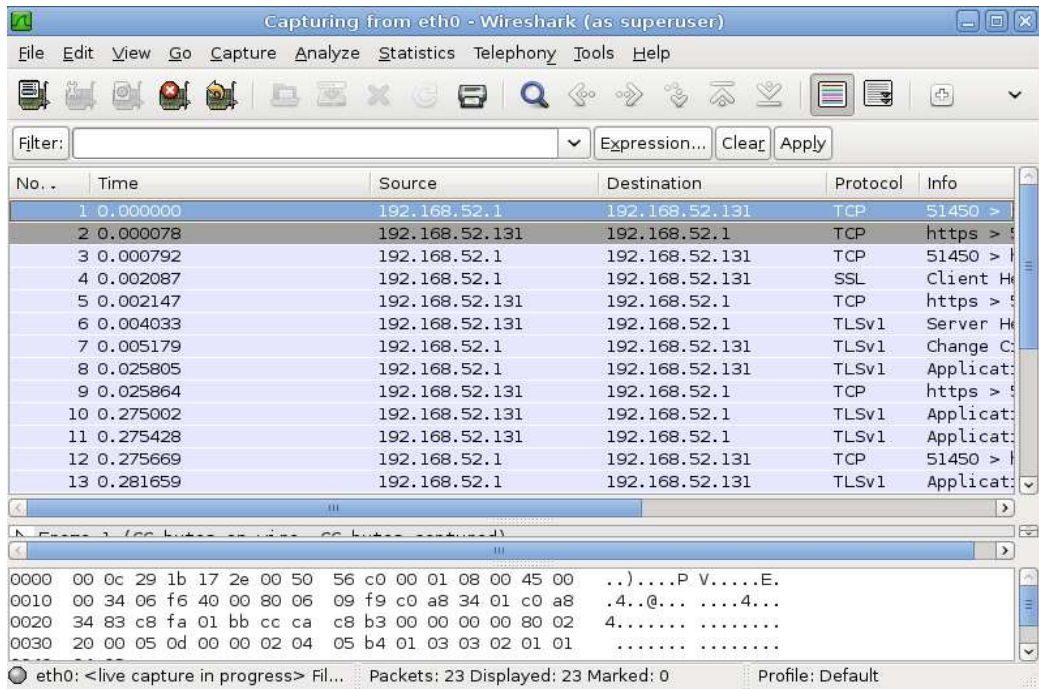 Capturing from eth0 - Wireshark (as superuser)
File Edit View Go Capture Analyze Statistics Telephony Tools Help
Filter: Expression... Clear Apply
No. . Time Source Destination Protocol Info
1 0.000000 192.168.52.1 192.168.52.131 TCP 51450 >
2 0.000078 192.168.52.131 192.168.52.1 TCP https >
3 0.000792 192.168.52.1 192.168.52.131 TCP 51450 >
4 0.002087 192.168.52.1 192.168.52.131 SSL Client
5 0.002147 192.168.52.131 192.168.52.1 TCP https >
6 0.004033 192.168.52.131 192.168.52.1 TLSv1 Server
7 0.005179 192.168.52.1 192.168.52.131 TLSv1 Change
8 0.025805 192.168.52.1 192.168.52.131 TLSv1 Applicat
9 0.025864 192.168.52.131 192.168.52.1 TCP https >
10 0.275002 192.168.52.131 192.168.52.1 TLSv1 Applicat
11 0.275428 192.168.52.131 192.168.52.1 TLSv1 Applicat
12 0.275669 192.168.52.1 192.168.52.131 TCP 51450 >
13 0.281659 192.168.52.1 192.168.52.131 TLSv1 Applicat
0000 00 0c 29 1b 17 2e 00 50 56 c0 00 01 08 00 45 00 ..)....P V.....E.
0010 00 34 06 f6 40 00 80 06 09 f9 c0 a8 34 01 c0 a8 .4..@... ....4...
0020 34 83 c8 fa 01 bb cc ca c8 b3 00 00 00 00 80 02 4....... ........
0030 20 00 05 0d 00 00 02 04 05 b4 01 03 03 02 01 01 ....... ........
eth0: <live capture in progress> Fil... Packets: 23 Displayed: 23 Marked: 0 Profile: Default